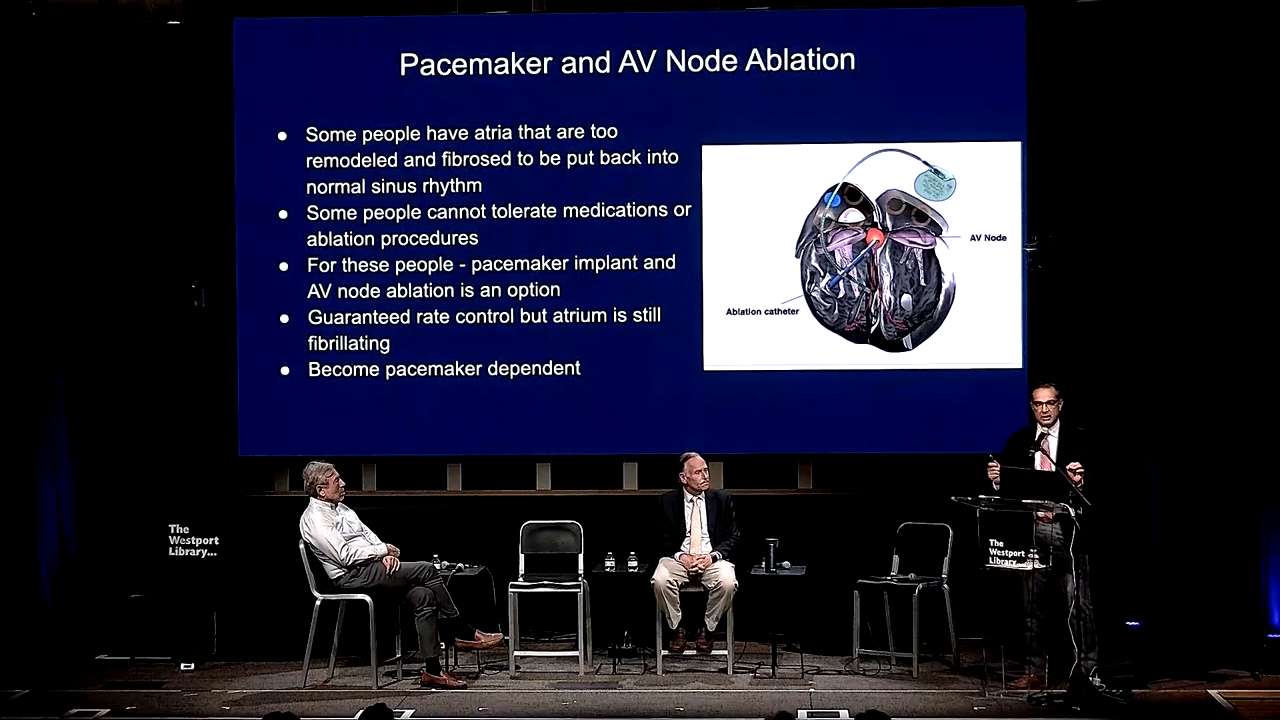 Pacemaker and AV Node Ablation
● Some people have atria that are too
remodeled and fibrosed to be put back into
normal sinus rhythm
● Some people cannot tolerate medications or
ablation procedures
● For these people - pacemaker implant and
AV node ablation is an option
● Guaranteed rate control but atrium is still
fibrillating
● Become pacemaker dependent
AV Node
Ablation catheter
The
Westport
Library...
The
Westport
Library...